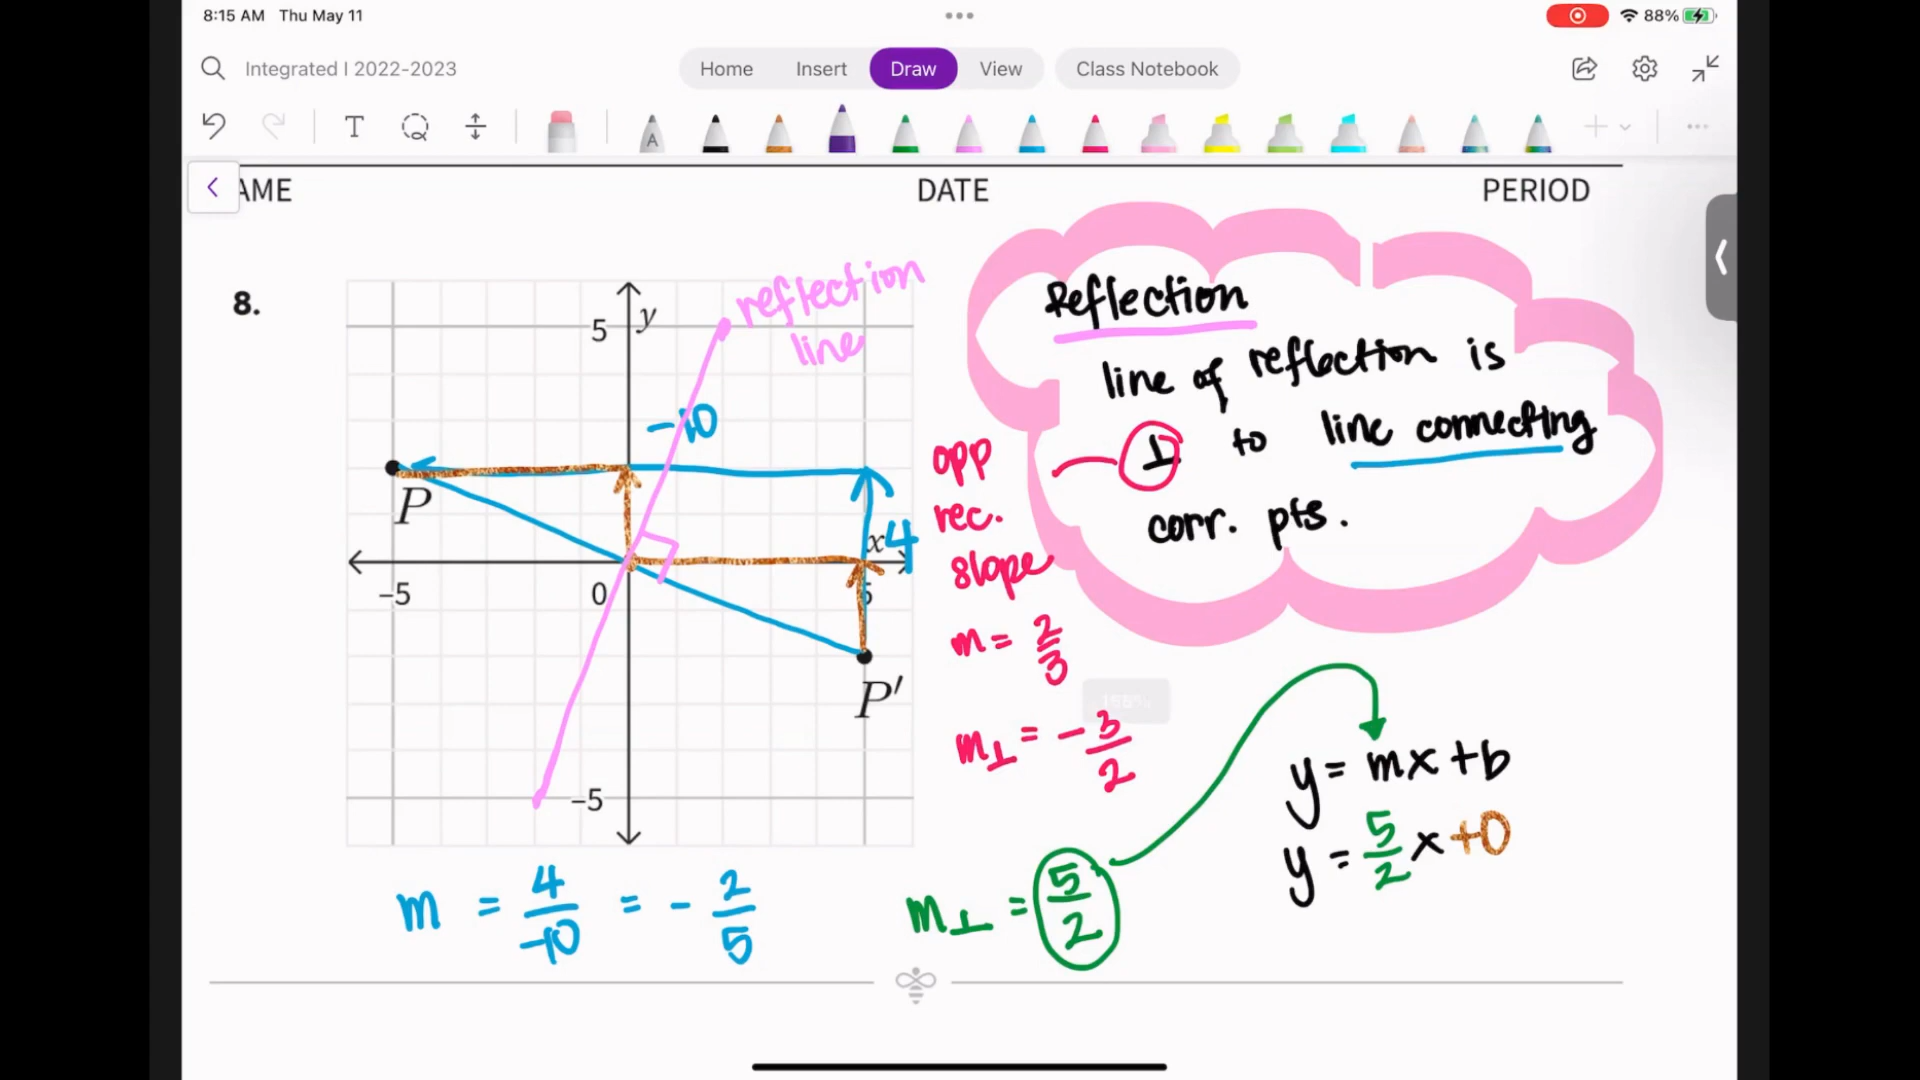 8:15 AM Thu May 11
88%
Integrated I 2022-2023
Home Insert Draw View Class Notebook
T
A
AME DATE PERIOD
8.
reflection
line
5
y
-10
P
x
4
-5
0
5
P'
-5
Reflection
line of reflection is
⊥ to line connecting
corr. pts.
opp
rec.
slope
m = 2/3
m⊥ = -3/2
y = mx + b
y = 5/2 x +0
m = 4/-10 = - 2/5
m⊥ = 5/2